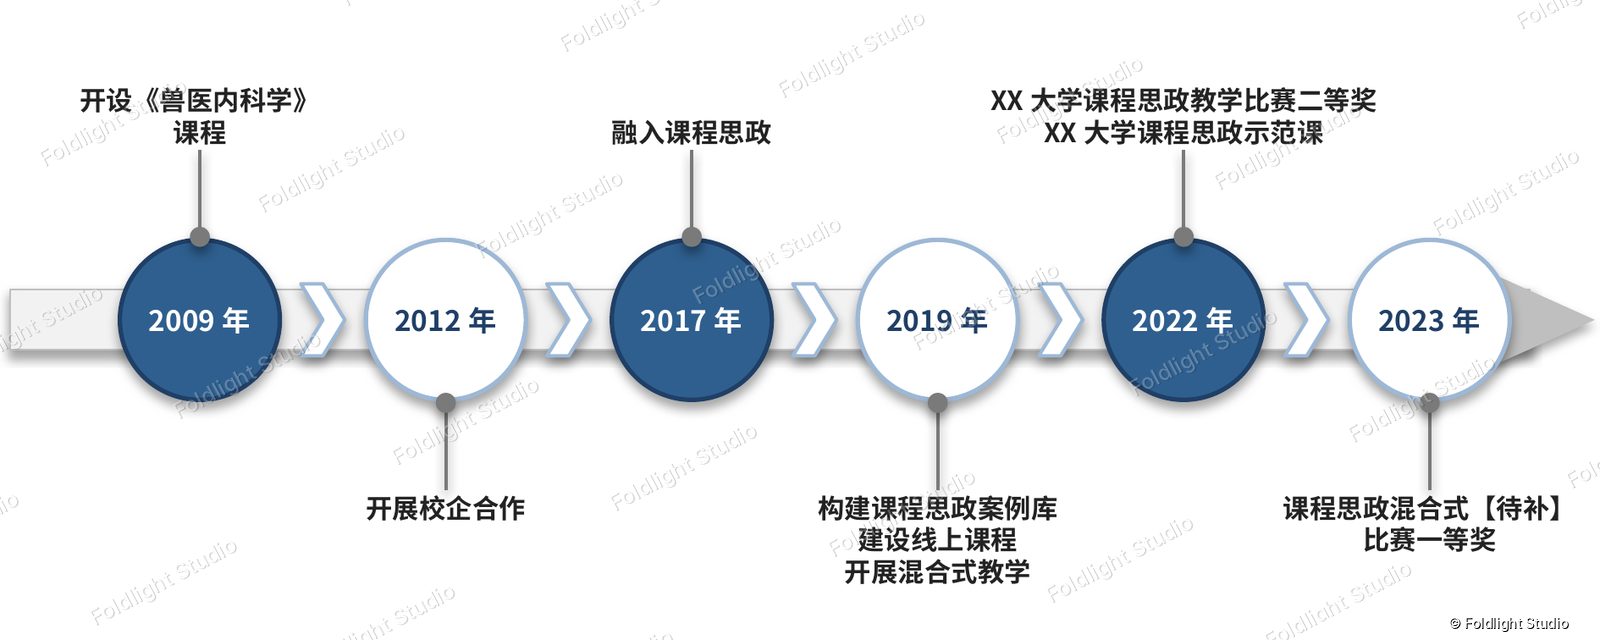 开设《兽医内科学》
课程
融入课程思政
XX 大学课程思政教学比赛二等奖
XX 大学课程思政示范课
2009 年
2012 年
2017 年
2019 年
2022 年
2023 年
开展校企合作
构建课程思政案例库
建设线上课程
开展混合式教学
课程思政混合式【待补】
比赛一等奖
© Foldlight Studio